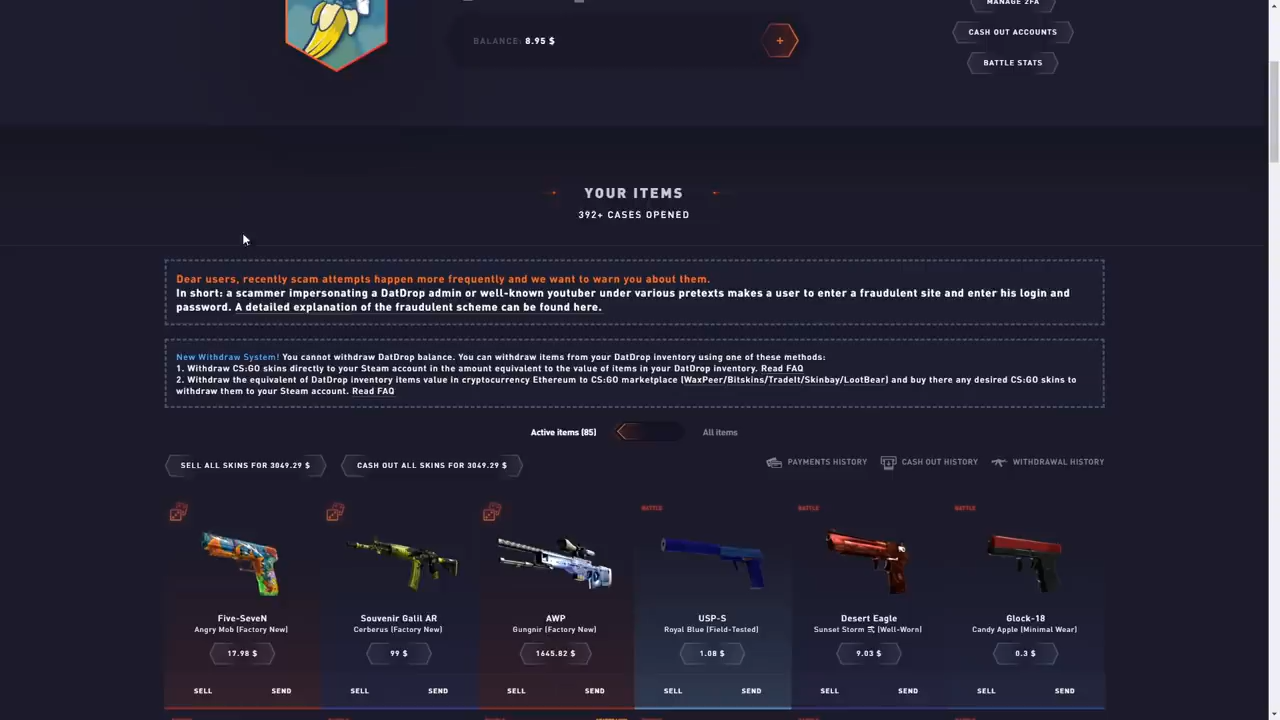 MANAGE 2FA
BALANCE: 8.95 $
+
CASH OUT ACCOUNTS
BATTLE STATS
YOUR ITEMS
392+ CASES OPENED
Dear users, recently scam attempts happen more frequently and we want to warn you about them.
In short: a scammer impersonating a DatDrop admin or well-known youtuber under various pretexts makes a user to enter a fraudulent site and enter his login and
password. A detailed explanation of the fraudulent scheme can be found here.
New Withdraw System! You cannot withdraw DatDrop balance. You can withdraw items from your DatDrop inventory using one of these methods:
1. Withdraw CS:GO skins directly to your Steam account in the amount equivalent to the value of items in your DatDrop inventory. Read FAQ
2. Withdraw the equivalent of DatDrop inventory items value in cryptocurrency Ethereum to CS:GO marketplace (WaxPeer/Bitskins/TradeIt/Skinbay/LootBear) and buy there any desired CS:GO skins to
withdraw them to your Steam account. Read FAQ
Active items (85) All items
SELL ALL SKINS FOR 3049.29 $ CASH OUT ALL SKINS FOR 3049.29 $ PAYMENTS HISTORY CASH OUT HISTORY WITHDRAWAL HISTORY
BATTLE BATTLE BATTLE
Five-SeveN Souvenir Galil AR AWP USP-S Desert Eagle Glock-18
Angry Mob (Factory New) Cerberus (Factory New) Gungnir (Factory New) Royal Blue (Field-Tested) Sunset Storm 弐 (Well-Worn) Candy Apple (Minimal Wear)
17.98 $ 99 $ 1645.82 $ 1.08 $ 9.03 $ 0.3 $
SELL SEND SELL SEND SELL SEND SELL SEND SELL SEND SELL SEND